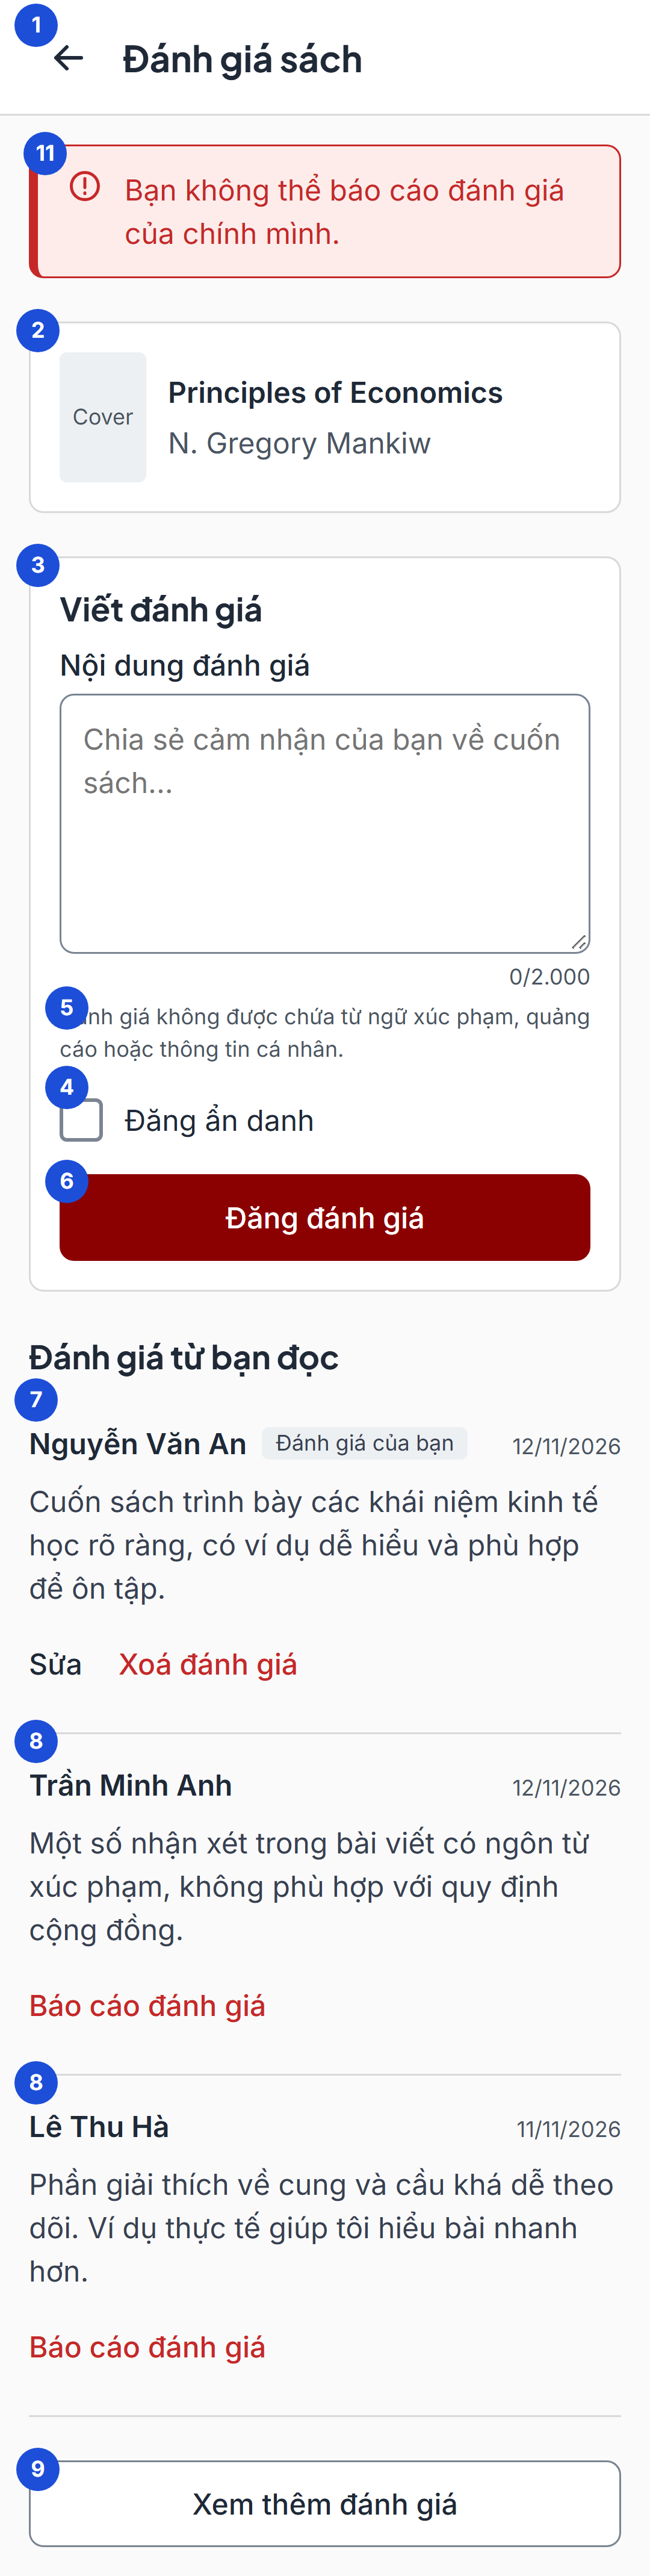 1
Đánh giá sách
11
Bạn không thể báo cáo đánh giá
của chính mình.
2
Cover
Principles of Economics
N. Gregory Mankiw
3
Viết đánh giá
Nội dung đánh giá
Chia sẻ cảm nhận của bạn về cuốn
sách...
0/2.000
5
nh giá không được chứa từ ngữ xúc phạm, quảng
cáo hoặc thông tin cá nhân.
4
Đăng ẩn danh
6
Đăng đánh giá
Đánh giá từ bạn đọc
7
Nguyễn Văn An Đánh giá của bạn 12/11/2026
Cuốn sách trình bày các khái niệm kinh tế
học rõ ràng, có ví dụ dễ hiểu và phù hợp
để ôn tập.
Sửa Xoá đánh giá
8
Trần Minh Anh 12/11/2026
Một số nhận xét trong bài viết có ngôn từ
xúc phạm, không phù hợp với quy định
cộng đồng.
Báo cáo đánh giá
8
Lê Thu Hà 11/11/2026
Phần giải thích về cung và cầu khá dễ theo
dõi. Ví dụ thực tế giúp tôi hiểu bài nhanh
hơn.
Báo cáo đánh giá
9
Xem thêm đánh giá